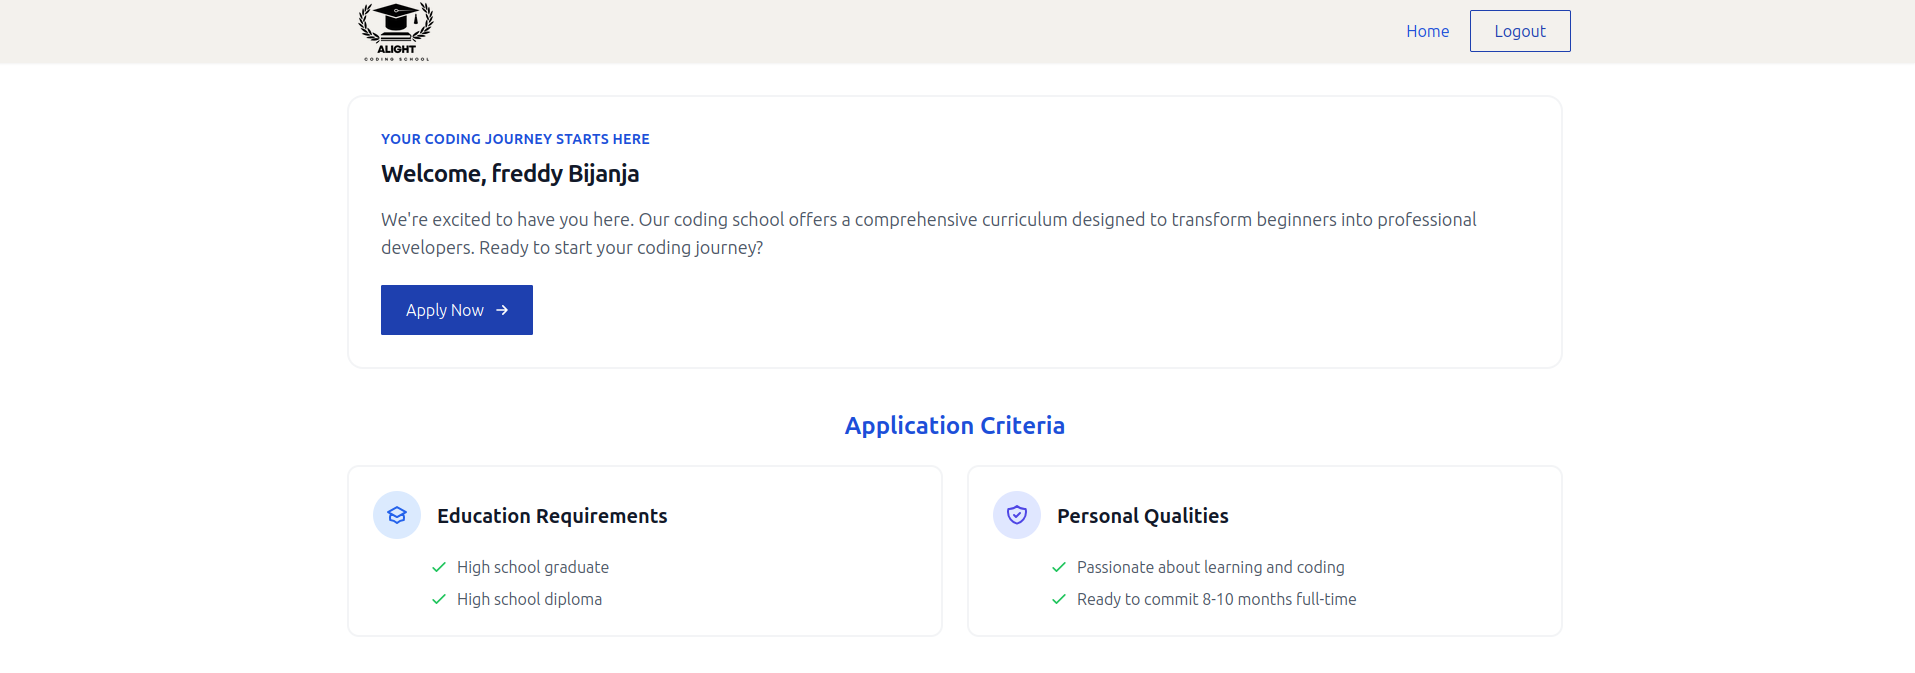 ALIGHT
CODING SCHOOL
Home
Logout
YOUR CODING JOURNEY STARTS HERE
Welcome, freddy Bijanja
We're excited to have you here. Our coding school offers a comprehensive curriculum designed to transform beginners into professional
developers. Ready to start your coding journey?
Apply Now
Application Criteria
Education Requirements
High school graduate
High school diploma
Personal Qualities
Passionate about learning and coding
Ready to commit 8-10 months full-time